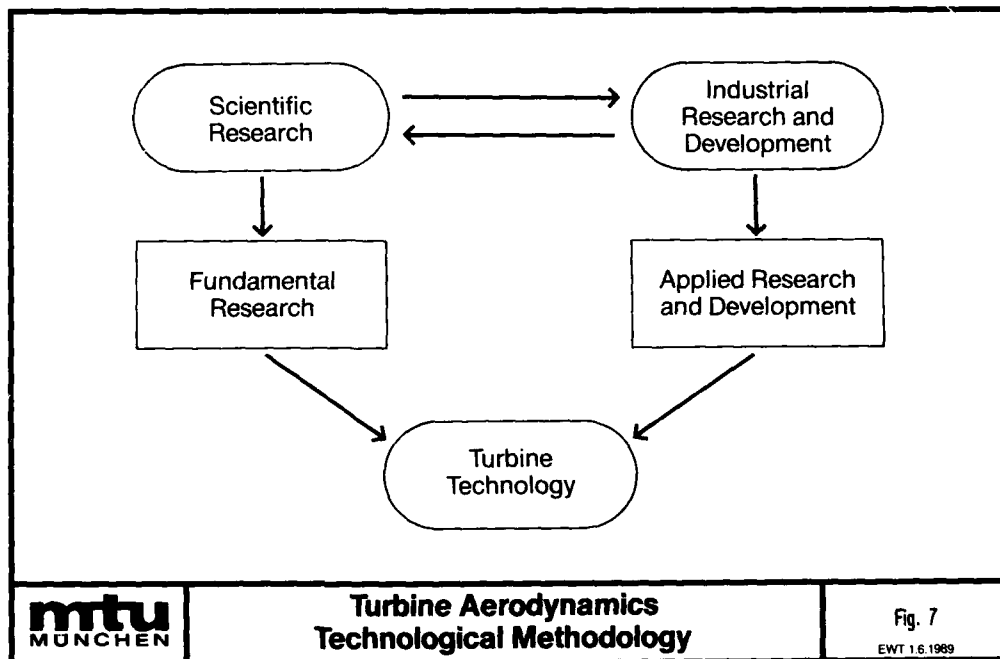 Scientific
Research
Industrial
Research and
Development
Fundamental
Research
Applied Research
and Development
Turbine
Technology
mtu
MÜNCHEN
Turbine Aerodynamics
Technological Methodology
Fig. 7
EWT 1.6.1989